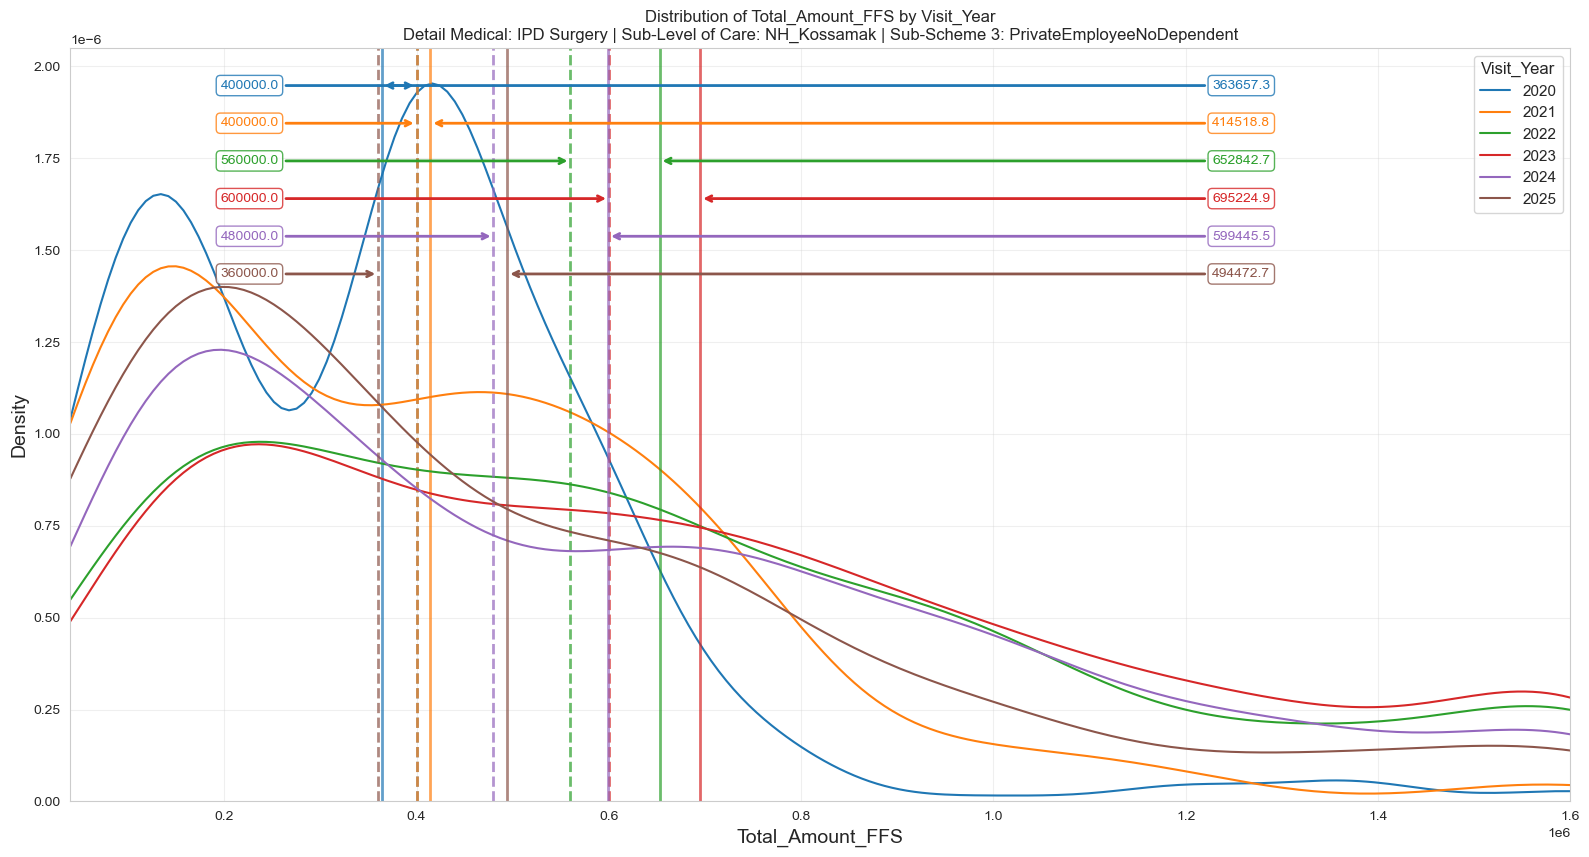 Distribution of Total_Amount_FFS by Visit_Year
Detail Medical: IPD Surgery | Sub-Level of Care: NH_Kossamak | Sub-Scheme 3: PrivateEmployeeNoDependent
1e−6
2.00
1.75
1.50
1.25
1.00
0.75
0.50
0.25
0.00
Density
400000.0 363657.3
400000.0 414518.8
560000.0 652842.7
600000.0 695224.9
480000.0 599445.5
360000.0 494472.7
Visit_Year
2020
2021
2022
2023
2024
2025
0.2 0.4 0.6 0.8 1.0 1.2 1.4 1.6
1e6
Total_Amount_FFS